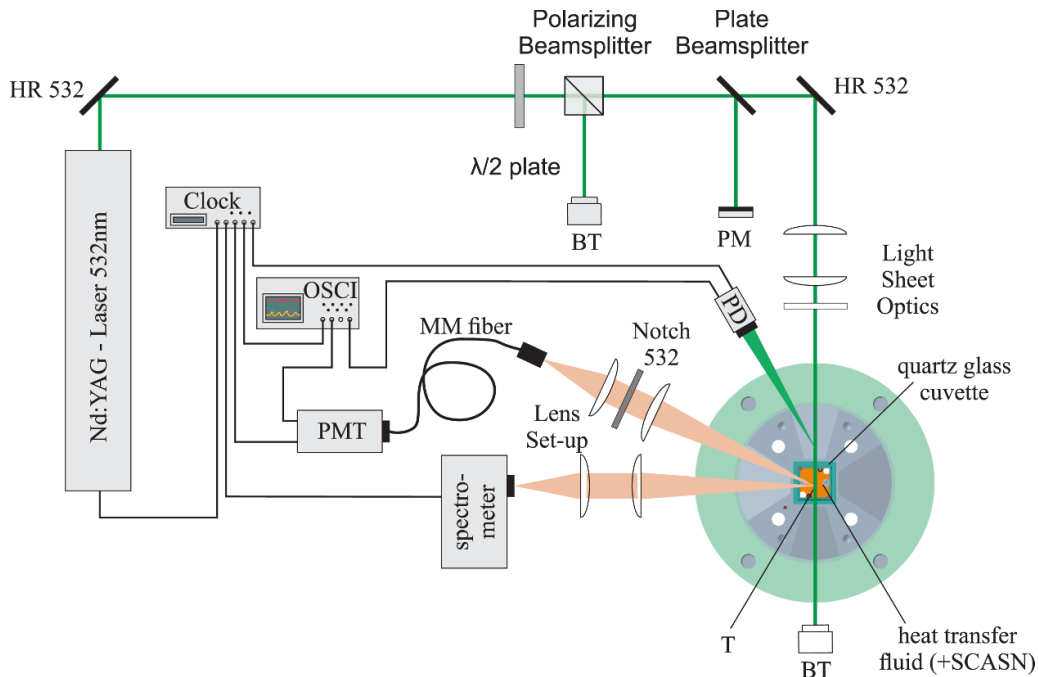 Polarizing
Beamsplitter
Plate
Beamsplitter
HR 532
HR 532
λ/2 plate
BT
PM
Clock
Nd:YAG - Laser 532nm
OSCI
PD
Light
Sheet
Optics
MM fiber
Notch
532
quartz glass
cuvette
PMT
Lens
Set-up
spectro-
meter
T
BT
heat transfer
fluid (+SCASN)